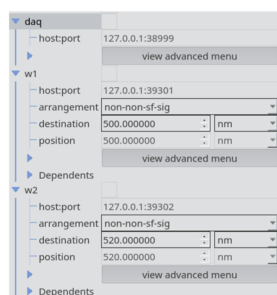 daq
host:port 127.0.0.1:38999
view advanced menu
w1
host:port 127.0.0.1:39301
arrangement non-non-sf-sig
destination 500.000000 nm
position 500.000000 nm
view advanced menu
Dependents
w2
host:port 127.0.0.1:39302
arrangement non-non-sf-sig
destination 520.000000 nm
position 520.000000 nm
view advanced menu
Dependents